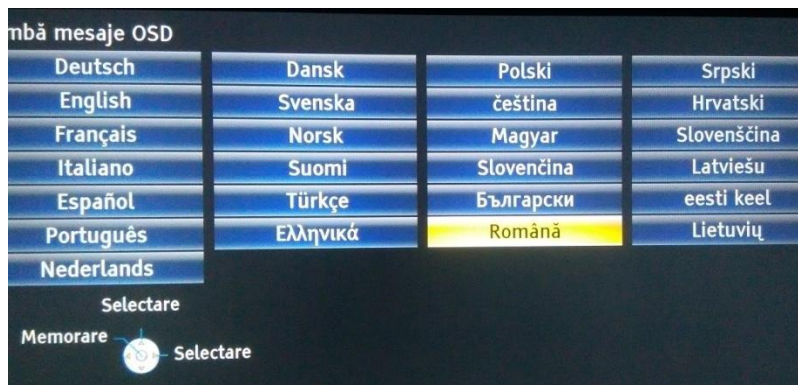 mbă mesaje OSD
Deutsch Dansk Polski Srpski
English Svenska čeština Hrvatski
Français Norsk Magyar Slovenščina
Italiano Suomi Slovenčina Latviešu
Español Türkçe Български eesti keel
Português Ελληνικά Română Lietuvių
Nederlands
Selectare
Memorare
Selectare